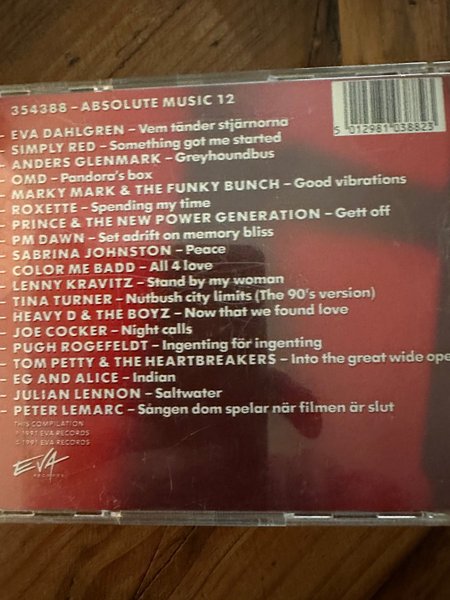 354388 – ABSOLUTE MUSIC 12
5 012981 038823
– EVA DAHLGREN – Vem tänder stjärnorna
– SIMPLY RED – Something got me started
– ANDERS GLENMARK – Greyhoundbus
– OMD – Pandora's box
– MARKY MARK & THE FUNKY BUNCH – Good vibrations
– ROXETTE – Spending my time
– PRINCE & THE NEW POWER GENERATION – Gett off
– PM DAWN – Set adrift on memory bliss
– SABRINA JOHNSTON – Peace
– COLOR ME BADD – All 4 love
– LENNY KRAVITZ – Stand by my woman
– TINA TURNER – Nutbush city limits (The 90's version)
– HEAVY D & THE BOYZ – Now that we found love
– JOE COCKER – Night calls
– PUGH ROGEFELDT – Ingenting för ingenting
– TOM PETTY & THE HEARTBREAKERS – Into the great wide ope
– EG AND ALICE – Indian
– JULIAN LENNON – Saltwater
– PETER LEMARC – Sången dom spelar när filmen är slut
THIS COMPILATION
℗ 1991 EVA RECORDS
© 1991 EVA RECORDS
EVA
RECORDS